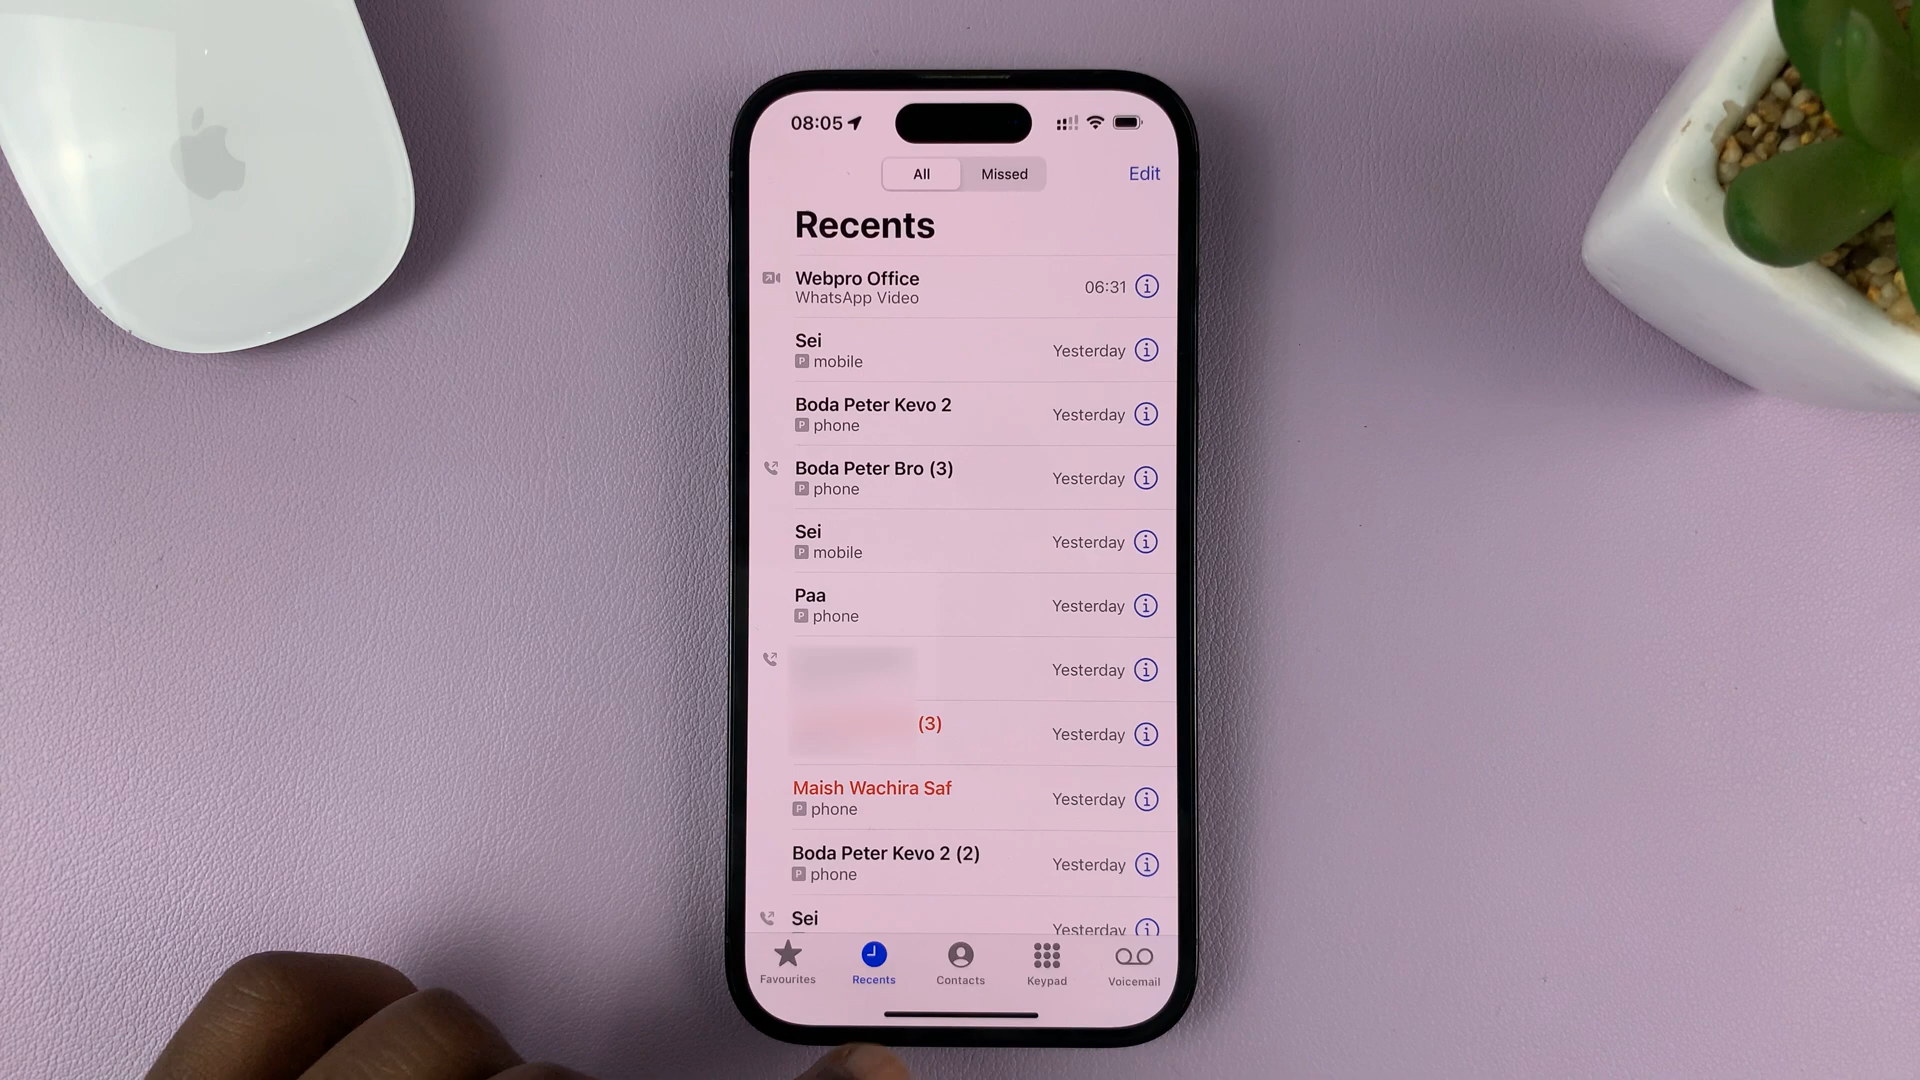 08:05
All Missed Edit
Recents
Webpro Office
WhatsApp Video
06:31
Sei
P mobile
Yesterday
Boda Peter Kevo 2
P phone
Yesterday
Boda Peter Bro (3)
P phone
Yesterday
Sei
P mobile
Yesterday
Paa
P phone
Yesterday
Yesterday
(3)
Yesterday
Maish Wachira Saf
P phone
Yesterday
Boda Peter Kevo 2 (2)
P phone
Yesterday
Sei
Yesterday
Favourites Recents Contacts Keypad Voicemail